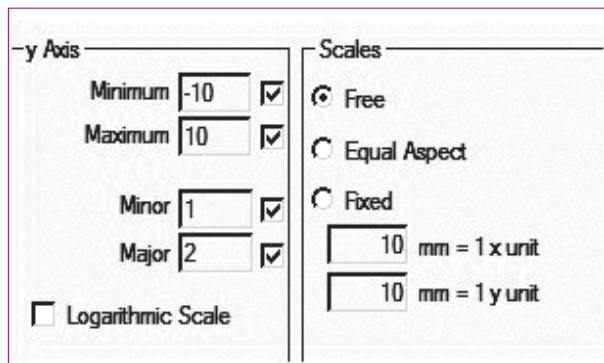 y Axis
Minimum -10
Maximum 10
Minor 1
Major 2
Logarithmic Scale
Scales
Free
Equal Aspect
Fixed
10 mm = 1 x unit
10 mm = 1 y unit